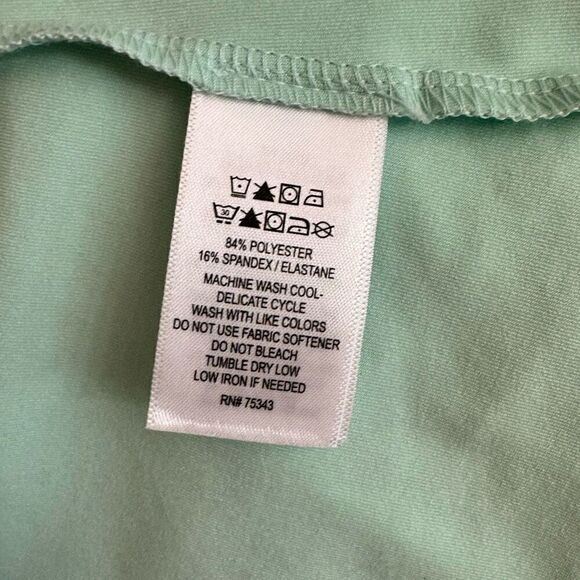 30
84% POLYESTER
16% SPANDEX / ELASTANE
MACHINE WASH COOL-
DELICATE CYCLE
WASH WITH LIKE COLORS
DO NOT USE FABRIC SOFTENER
DO NOT BLEACH
TUMBLE DRY LOW
LOW IRON IF NEEDED
RN# 75343